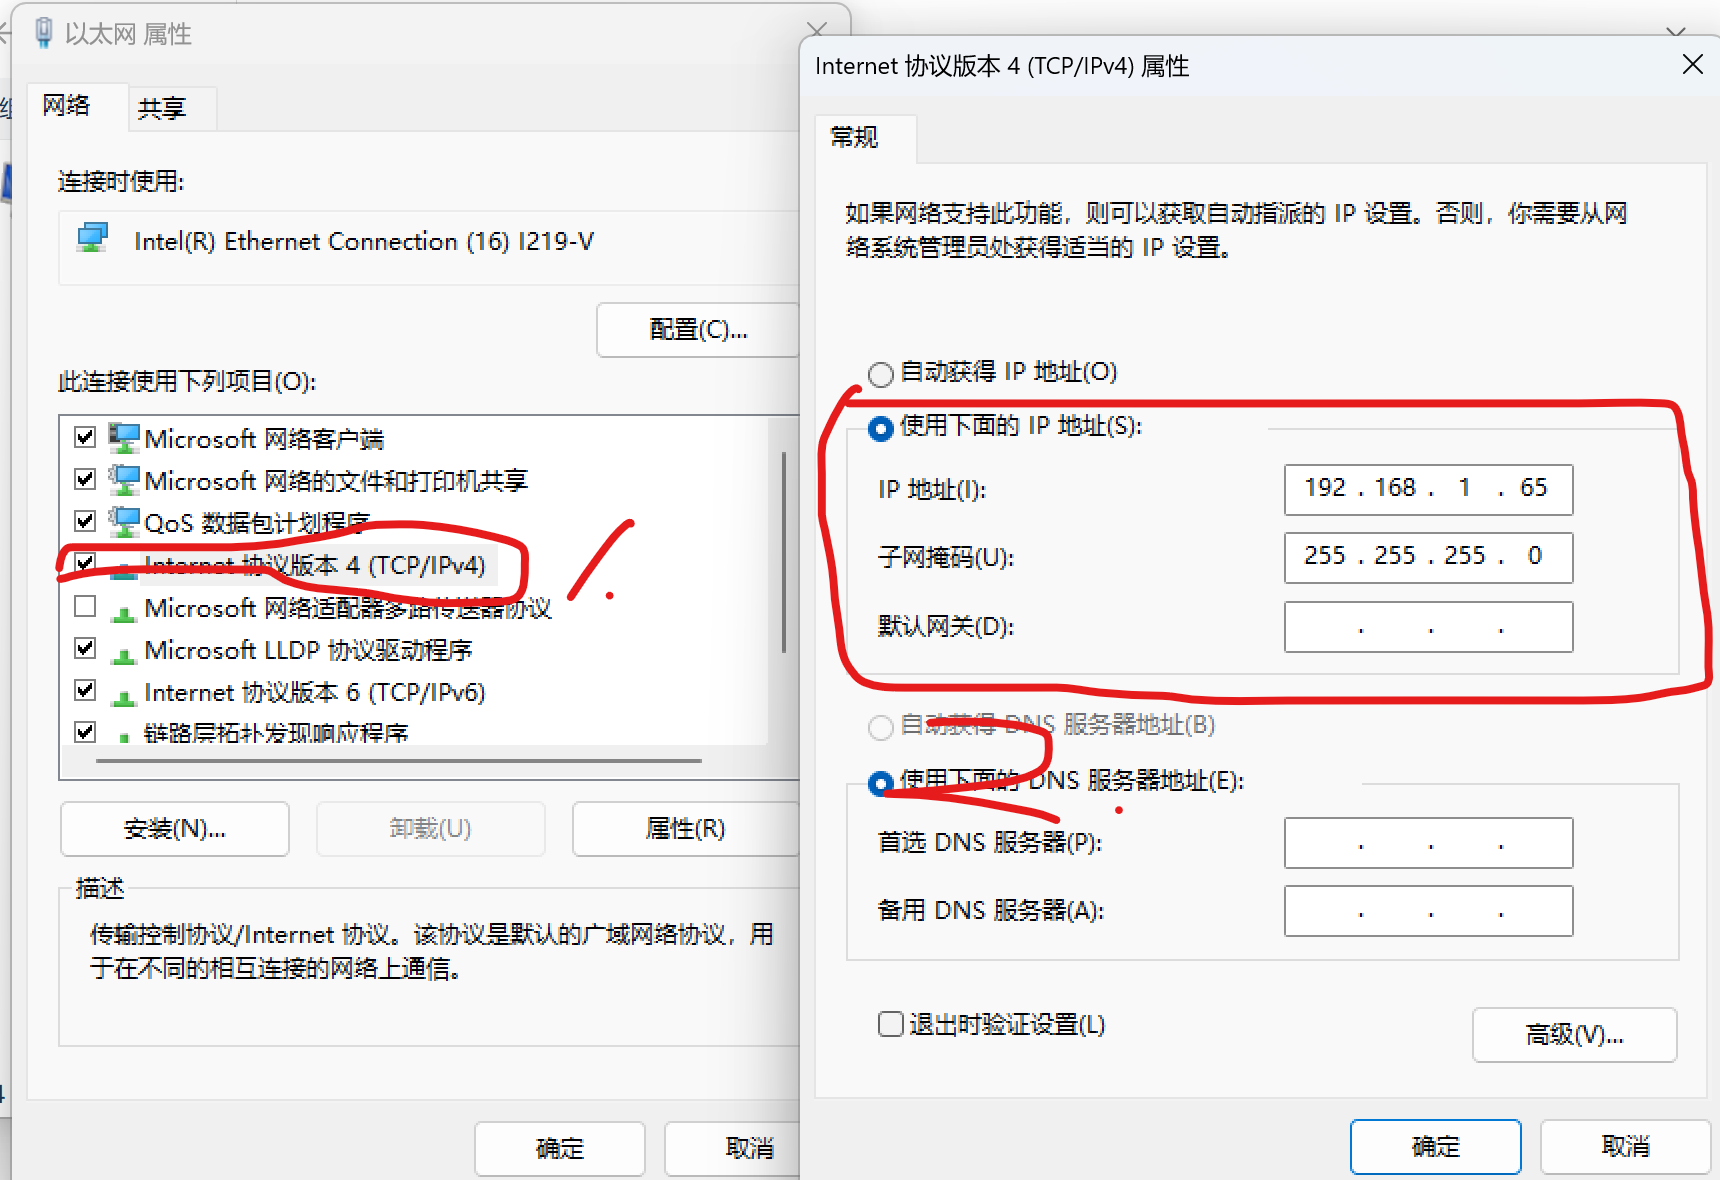 以太网 属性
网络
共享
连接时使用:
Intel(R) Ethernet Connection (16) I219-V
配置(C)...
此连接使用下列项目(O):
Microsoft 网络客户端
Microsoft 网络的文件和打印机共享
QoS 数据包计划程序
Internet 协议版本 4 (TCP/IPv4)
Microsoft 网络适配器多路传送器协议
Microsoft LLDP 协议驱动程序
Internet 协议版本 6 (TCP/IPv6)
链路层拓扑发现响应程序
安装(N)...
卸载(U)
属性(R)
描述
传输控制协议/Internet 协议。该协议是默认的广域网络协议，用
于在不同的相互连接的网络上通信。
确定
取消
Internet 协议版本 4 (TCP/IPv4) 属性
常规
如果网络支持此功能，则可以获取自动指派的 IP 设置。否则，你需要从网
络系统管理员处获得适当的 IP 设置。
自动获得 IP 地址(O)
使用下面的 IP 地址(S):
IP 地址(I):
192 . 168 . 1 . 65
子网掩码(U):
255 . 255 . 255 . 0
默认网关(D):
. . .
自动获得 DNS 服务器地址(B)
使用下面的 DNS 服务器地址(E):
首选 DNS 服务器(P):
. . .
备用 DNS 服务器(A):
. . .
退出时验证设置(L)
高级(V)...
确定
取消